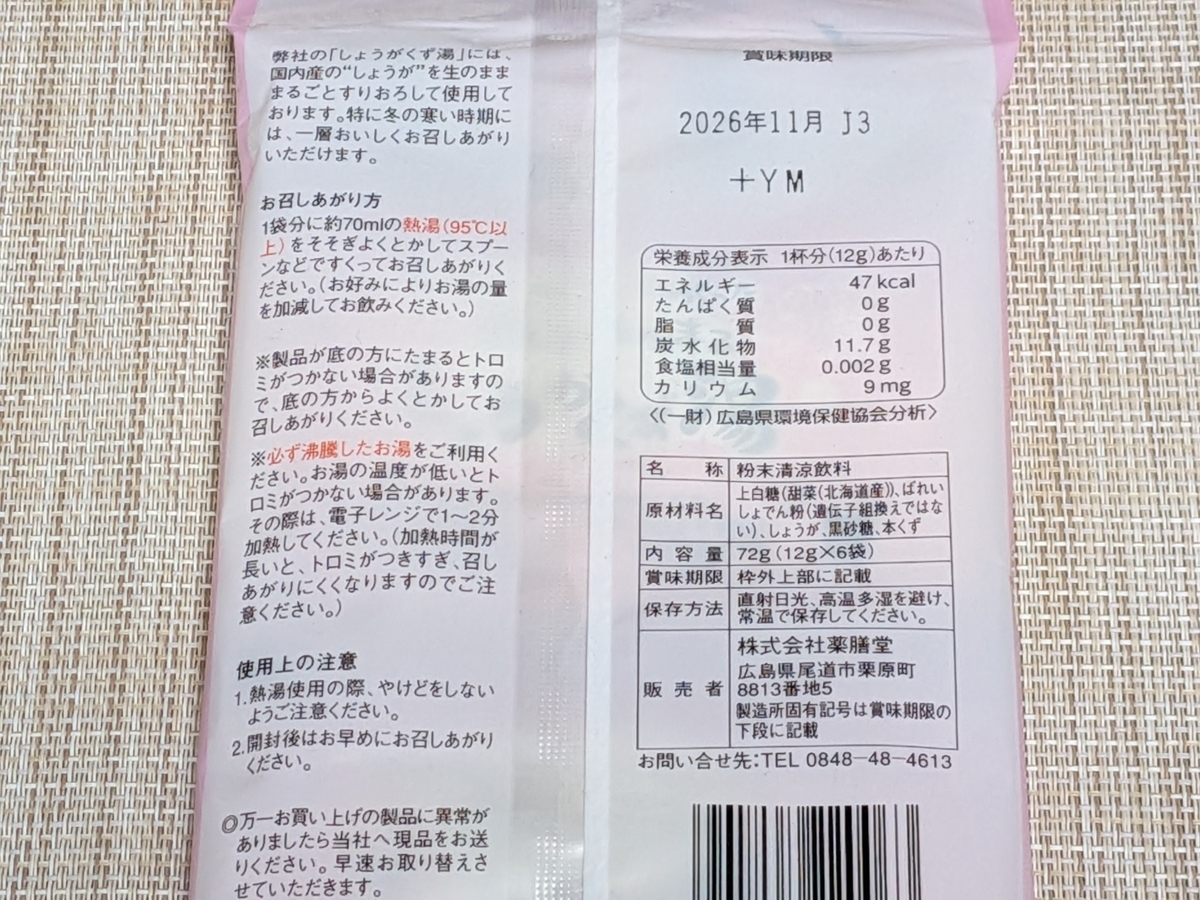 弊社の「しょうがくず湯」には、
国内産の“しょうが”を生のまま
まるごとすりおろして使用して
おります。特に冬の寒い時期に
は、一層おいしくお召しあがり
いただけます。
お召しあがり方
1袋分に約70mlの熱湯(95℃以
上)をそそぎよくとかしてスプー
ンなどですくってお召しあがりく
ださい。(お好みによりお湯の量
を加減してお飲みください。)
※製品が底の方にたまるとトロ
ミがつかない場合がありますの
で、底の方からよくとかしてお
召しあがりください。
※必ず沸騰したお湯をご利用く
ださい。お湯の温度が低いとト
ロミがつかない場合があります。
その際は、電子レンジで1〜2分
加熱してください。(加熱時間が
長いと、トロミがつきすぎ、召し
あがりにくくなりますのでご注
意ください。)
使用上の注意
1.熱湯使用の際、やけどをしない
ようご注意ください。
2.開封後はお早めにお召しあがり
ください。
◎万一お買い上げの製品に異常が
ありましたら当社へ現品をお送
りください。早速お取り替えさ
せていただきます。
賞味期限
2026年11月 J3
+YM
栄養成分表示 1杯分(12g)あたり
エネルギー 47kcal
たんぱく質 0g
脂質 0g
炭水化物 11.7g
食塩相当量 0.002g
カリウム 9mg
〈(一財)広島県環境保健協会分析〉
名称 粉末清涼飲料
原材料名 上白糖(甜菜(北海道産))、ばれい
しょでん粉(遺伝子組換えではな
い)、しょうが、黒砂糖、本くず
内容量 72g(12g×6袋)
賞味期限 枠外上部に記載
保存方法 直射日光、高温多湿を避け、
常温で保存してください。
販売者 株式会社薬膳堂
広島県尾道市栗原町
8813番地5
製造所固有記号は賞味期限の
下段に記載
お問い合せ先:TEL 0848-48-4613